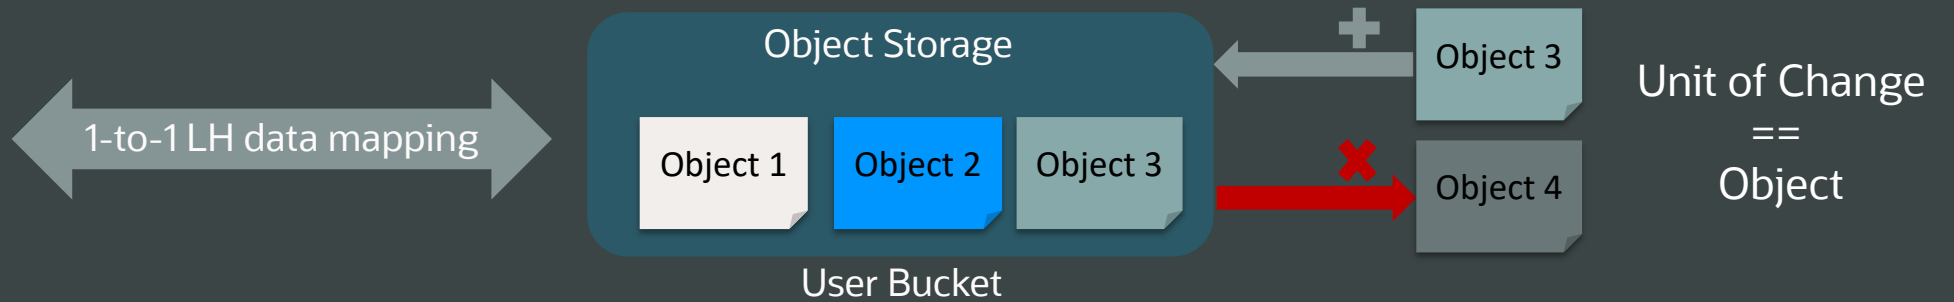 1-to-1 LH data mapping
Object Storage
Object 1
Object 2
Object 3
User Bucket
Object 3
Object 4
Unit of Change
==
Object